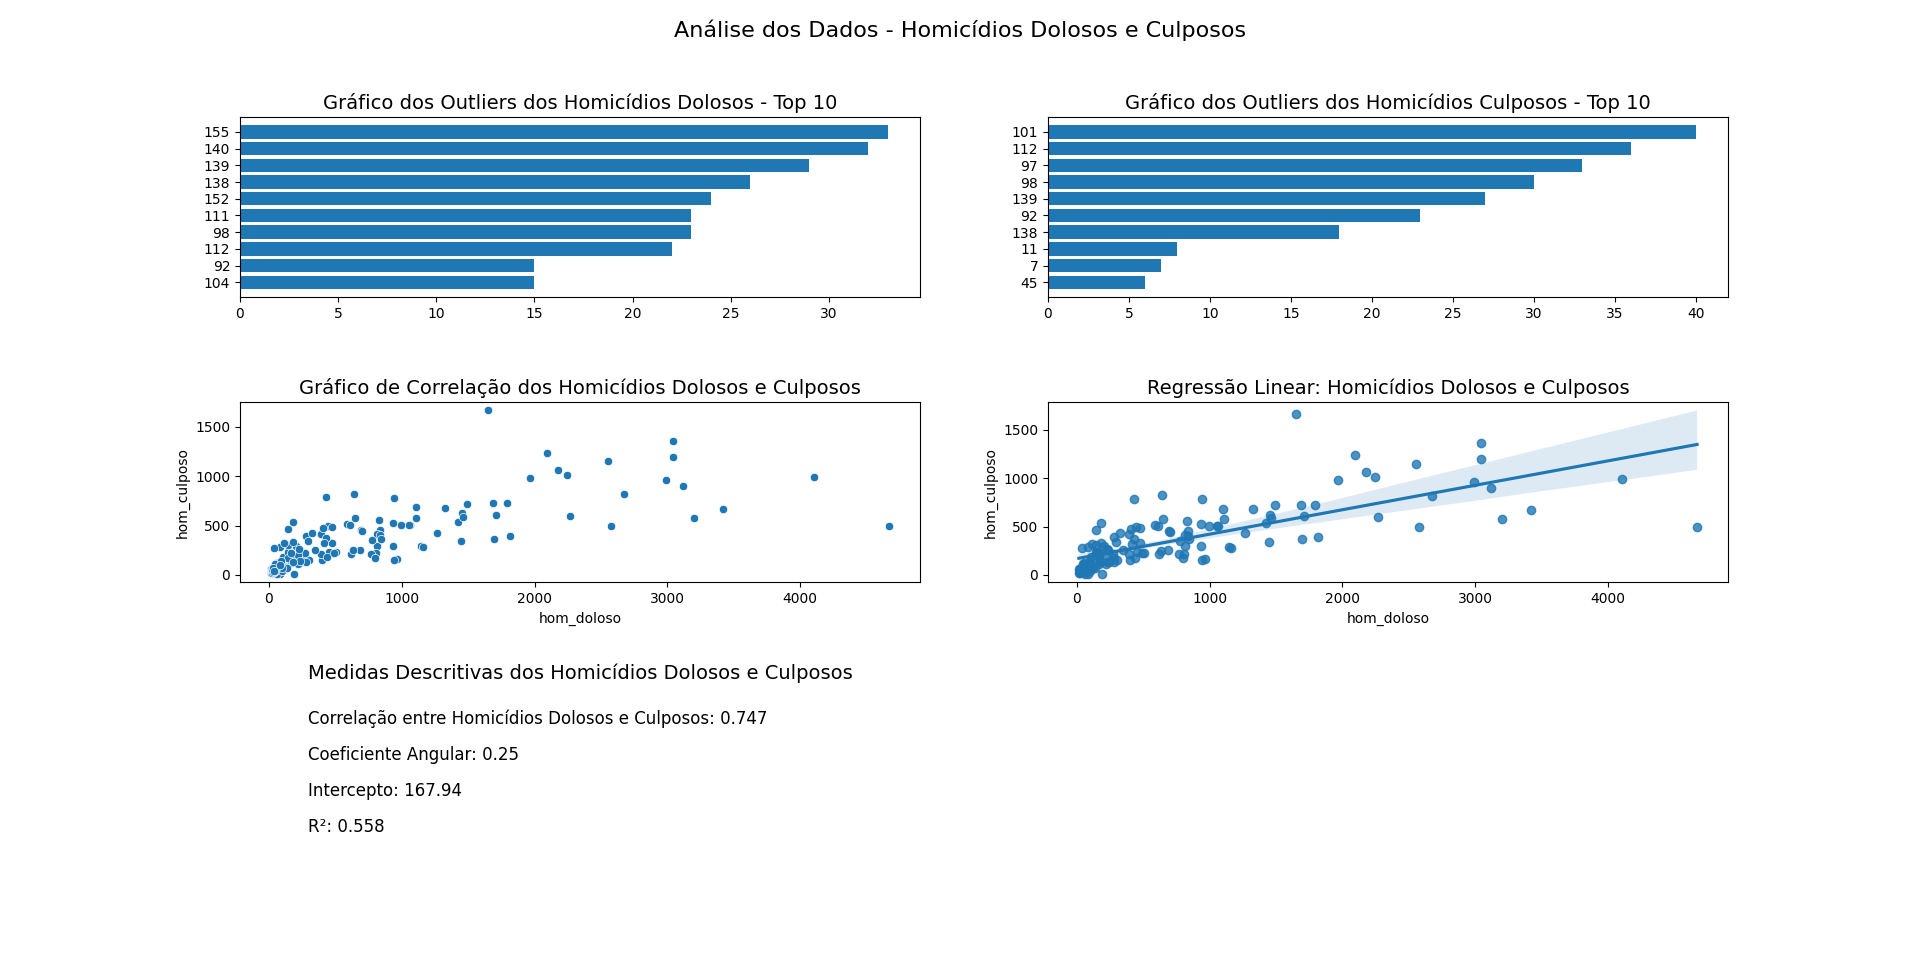 Análise dos Dados - Homicídios Dolosos e Culposos
Gráfico dos Outliers dos Homicídios Dolosos - Top 10
155
140
139
138
152
111
98
112
92
104
0 5 10 15 20 25 30
Gráfico dos Outliers dos Homicídios Culposos - Top 10
101
112
97
98
139
92
138
11
7
45
0 5 10 15 20 25 30 35 40
Gráfico de Correlação dos Homicídios Dolosos e Culposos
hom_culposo
1500
1000
500
0
0 1000 2000 3000 4000
hom_doloso
Regressão Linear: Homicídios Dolosos e Culposos
hom_culposo
1500
1000
500
0
0 1000 2000 3000 4000
hom_doloso
Medidas Descritivas dos Homicídios Dolosos e Culposos
Correlação entre Homicídios Dolosos e Culposos: 0.747
Coeficiente Angular: 0.25
Intercepto: 167.94
R²: 0.558